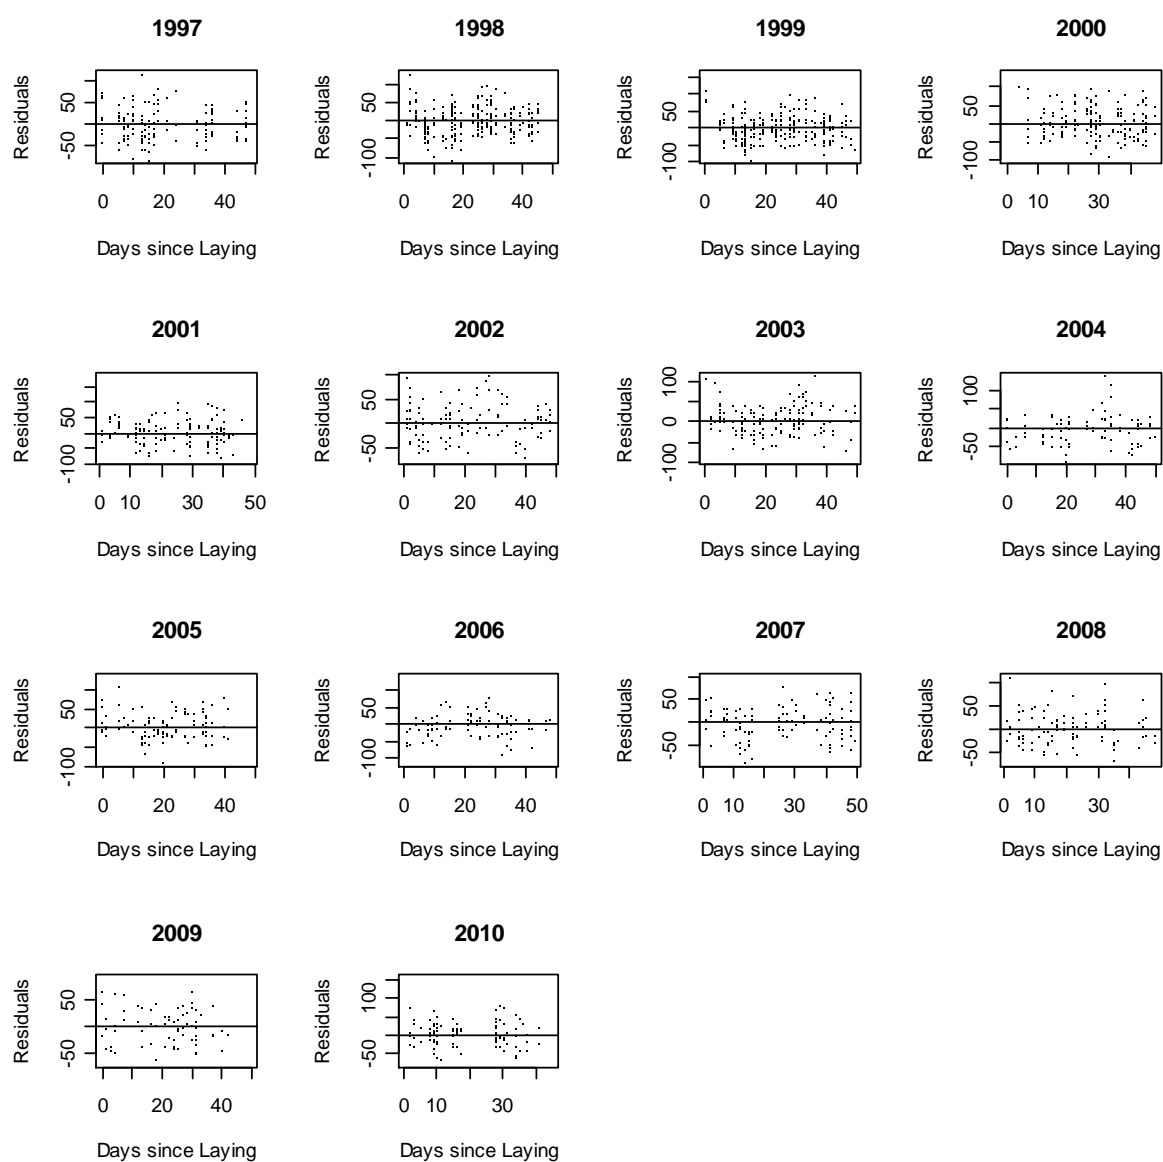 1997 1998 1999 2000
Residuals -50 50 Residuals -100 50 Residuals -100 50 Residuals -100 50
0 20 40 0 20 40 0 20 40 0 10 30
Days since Laying Days since Laying Days since Laying Days since Laying
2001 2002 2003 2004
Residuals -100 50 Residuals -50 50 Residuals -100 0 100 Residuals -50 100
0 10 30 50 0 20 40 0 20 40 0 20 40
Days since Laying Days since Laying Days since Laying Days since Laying
2005 2006 2007 2008
Residuals -100 50 Residuals -100 50 Residuals -50 50 Residuals -50 50
0 20 40 0 20 40 0 10 30 50 0 10 30
Days since Laying Days since Laying Days since Laying Days since Laying
2009 2010
Residuals -50 50 Residuals -50 100
0 20 40 0 10 30
Days since Laying Days since Laying